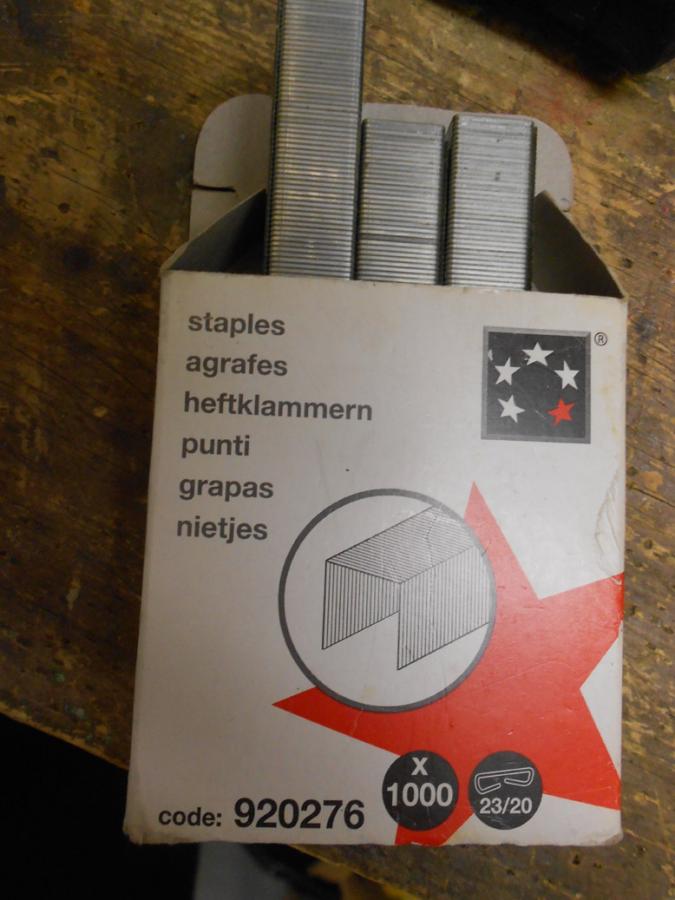 staples
agrafes
heftklammern
punti
grapas
nietjes
®
code: 920276
X
1000
23/20